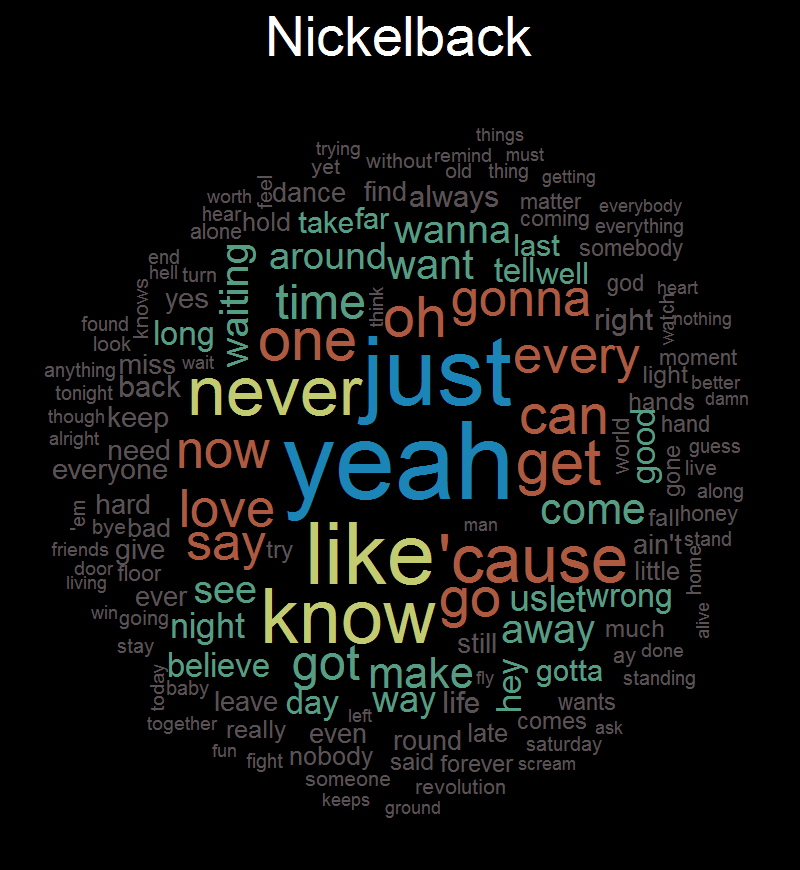 Nickelback
things
trying
yet
without
remind
must
old
thing
getting
worth
feel
dance
find
always
matter
everybody
hear
alone
hold
take
far
wanna
coming
everything
last
somebody
end
hell
turn
waiting
around
want
tell
well
god
heart
knows
yes
time
think
oh
gonna
right
watch
nothing
found
look
long
one
just
every
moment
anything
miss
wait
light
better
tonight
back
never
can
hands
damn
though
keep
hand
alright
need
now
yeah
get
world
good
gone
guess
everyone
live
along
hard
love
come
'em
bye
bad
man
fall
honey
friends
give
say
try
like
'cause
ain't
stand
door
floor
little
home
living
ever
see
know
go
us
let
wrong
win
going
night
away
much
alive
stay
still
ay
done
believe
got
make
fly
hey
gotta
standing
today
baby
leave
day
way
life
wants
together
really
left
even
round
late
comes
ask
fun
fight
nobody
said
forever
saturday
scream
someone
revolution
keeps
ground